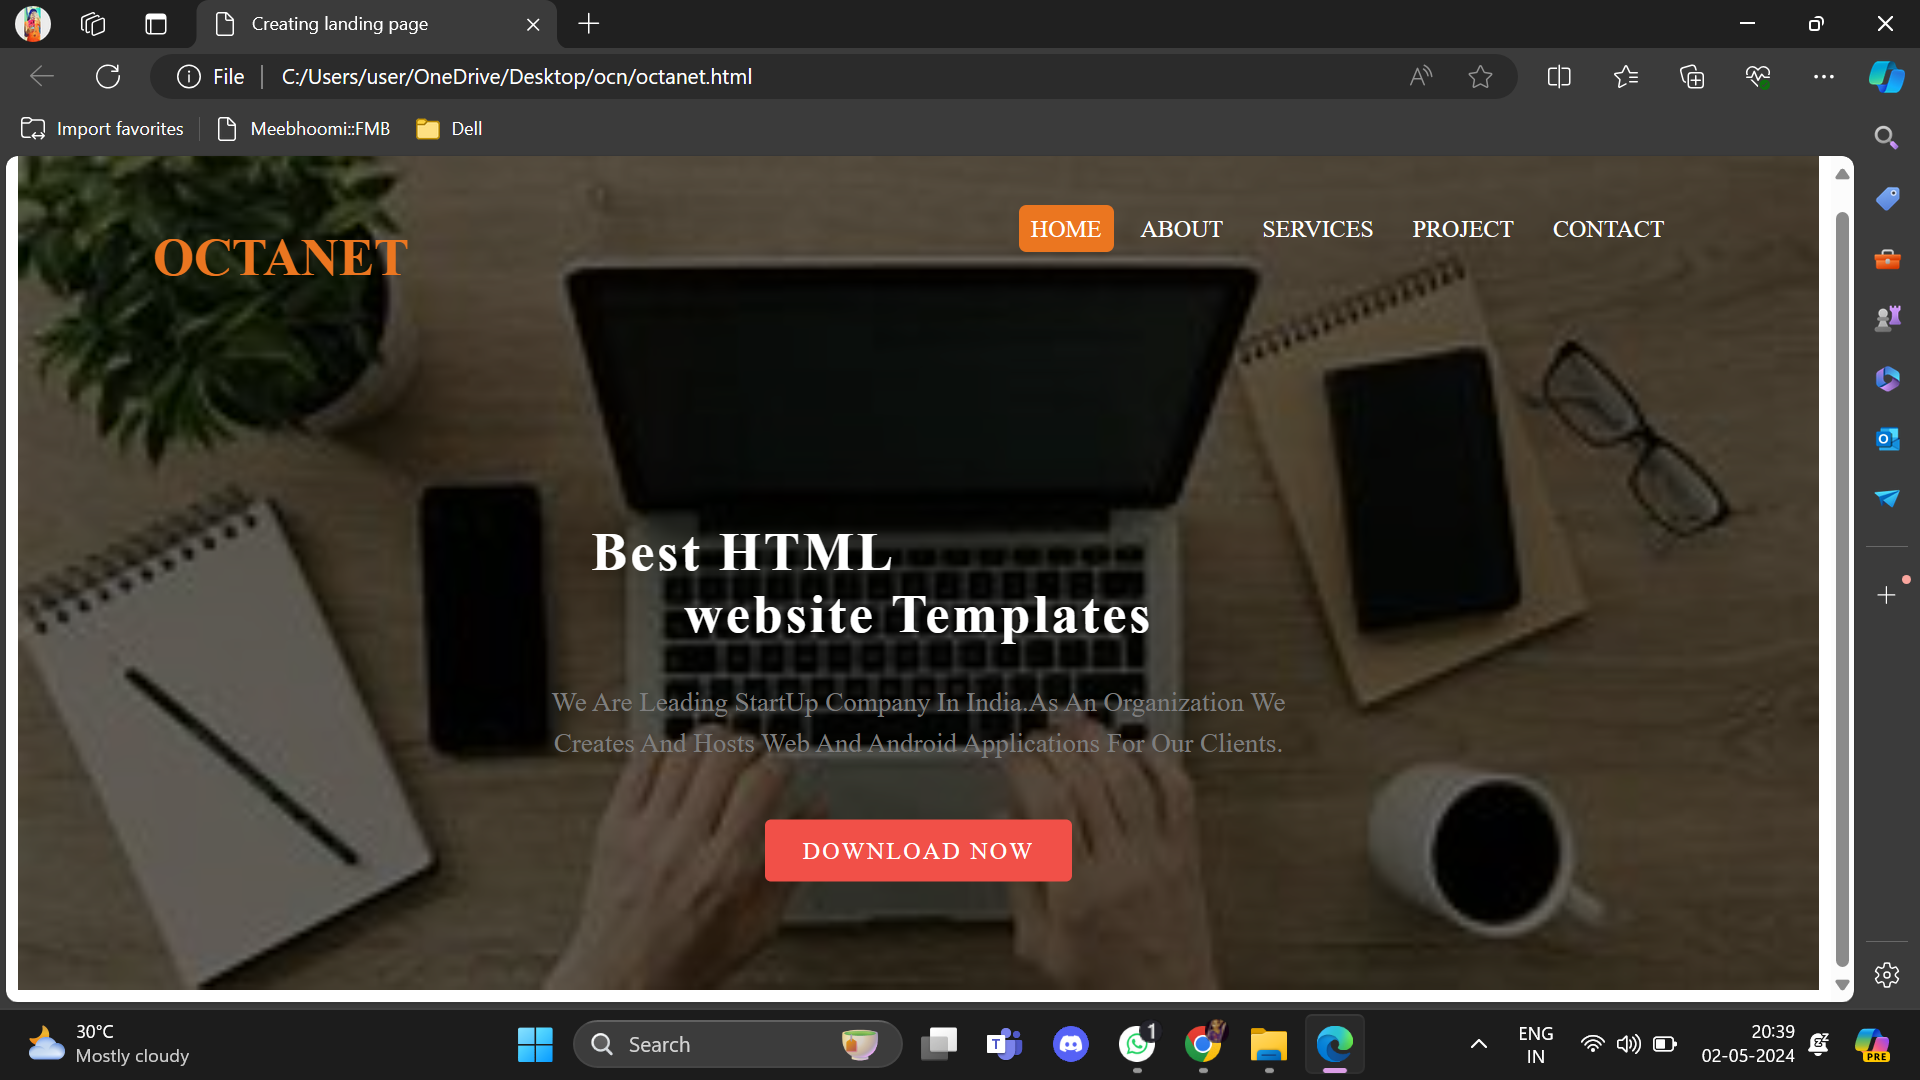 Creating landing page
File
C:/Users/user/OneDrive/Desktop/ocn/octanet.html
Import favorites
Meebhoomi::FMB
Dell
OCTANET
HOME ABOUT SERVICES PROJECT CONTACT
Best HTML
website Templates
We Are Leading StartUp Company In India.As An Organization We
Creates And Hosts Web And Android Applications For Our Clients.
DOWNLOAD NOW
30°C
Mostly cloudy
Search
1
ENG
IN
20:39
02-05-2024
PRE